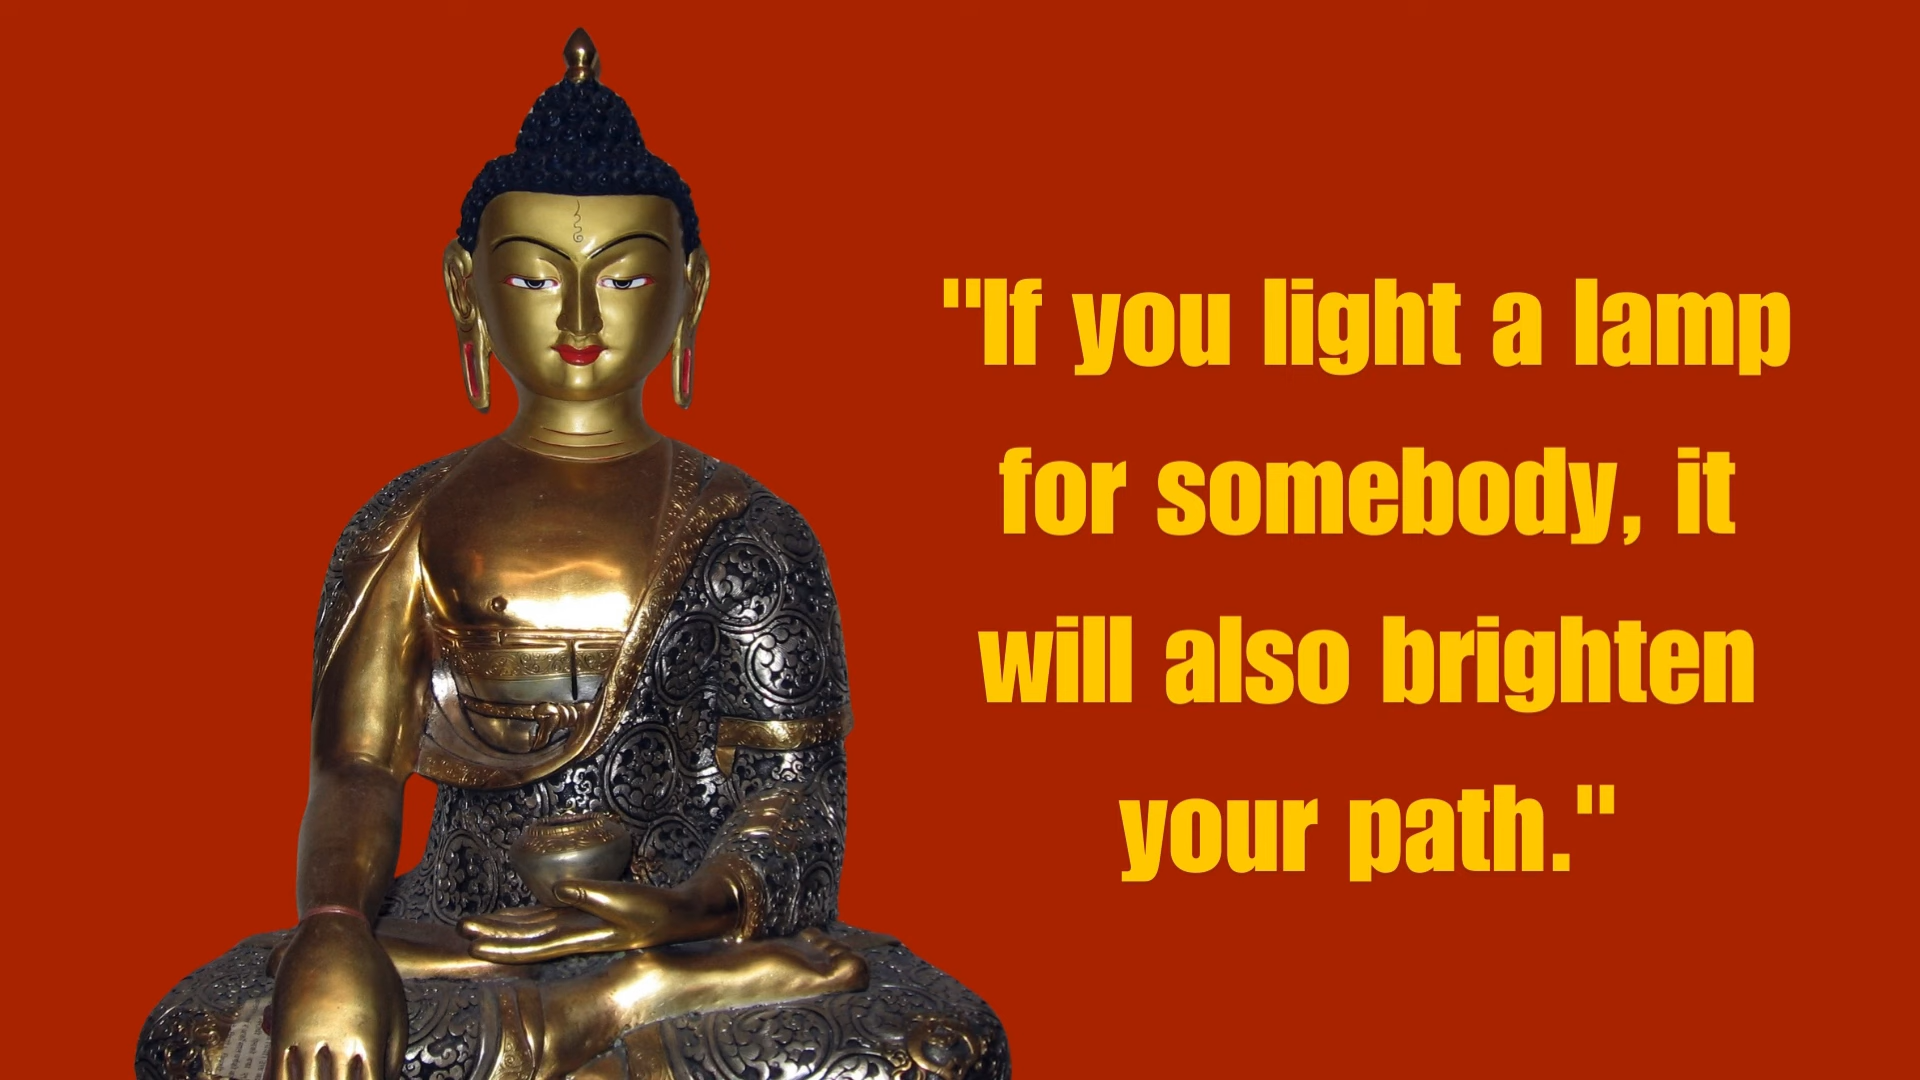 "If you light a lamp
for somebody, it
will also brighten
your path."